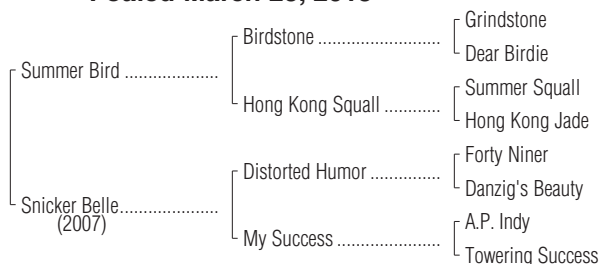 Grindstone
Birdstone ........................
Dear Birdie
Summer Bird ...................
Summer Squall
Hong Kong Squall ...........
Hong Kong Jade
Forty Niner
Distorted Humor ..............
Danzig's Beauty
Snicker Belle....................
(2007)
A.P. Indy
My Success .....................
Towering Success